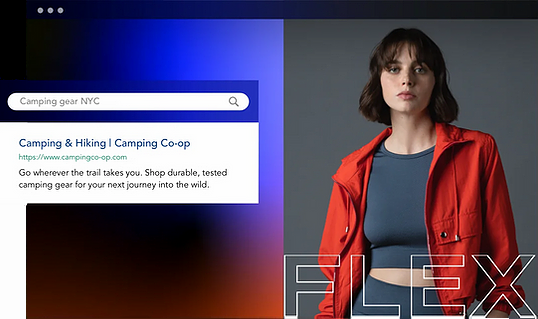 Camping gear NYC
Camping & Hiking | Camping Co-op
https://www.campingco-op.com
Go wherever the trail takes you. Shop durable, tested
camping gear for your next journey into the wild.
FLEX